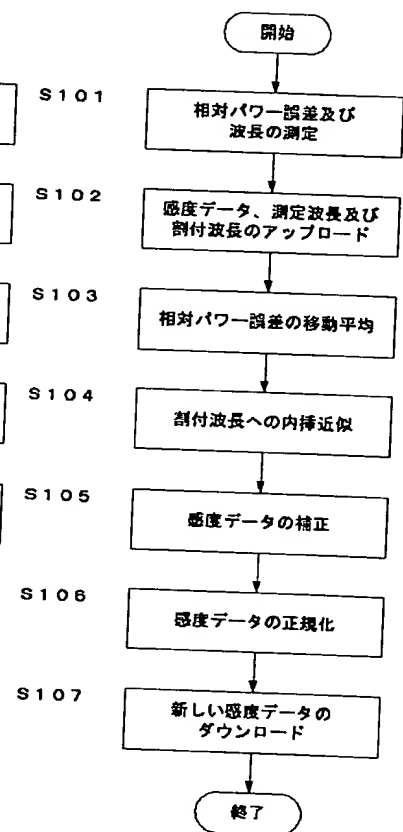 開始
S101
相対パワー誤差及び
波長の測定
S102
感度データ、測定波長及び
割付波長のアップロード
S103
相対パワー誤差の移動平均
S104
割付波長への内挿近似
S105
感度データの補正
S106
感度データの正規化
S107
新しい感度データの
ダウンロード
終了